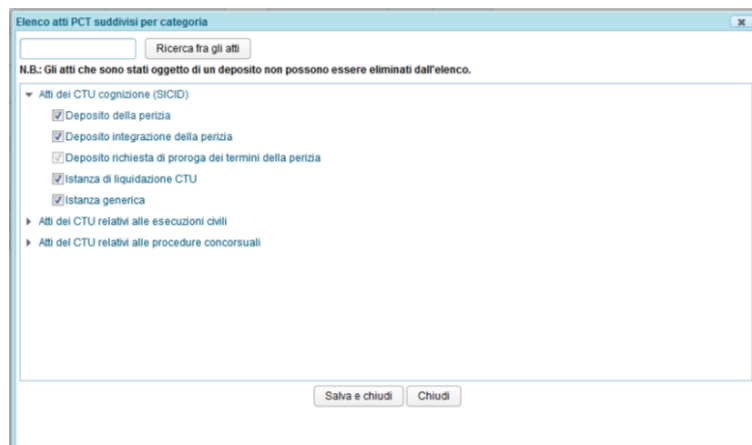 Elenco atti PCT suddivisi per categoria
Ricerca fra gli atti
N.B.: Gli atti che sono stati oggetto di un deposito non possono essere eliminati dall'elenco.
Atti dei CTU cognizione (SICID)
Deposito della perizia
Deposito integrazione della perizia
Deposito richiesta di proroga dei termini della perizia
Istanza di liquidazione CTU
Istanza generica
Atti dei CTU relativi alle esecuzioni civili
Atti del CTU relativi alle procedure concorsuali
Salva e chiudi Chiudi